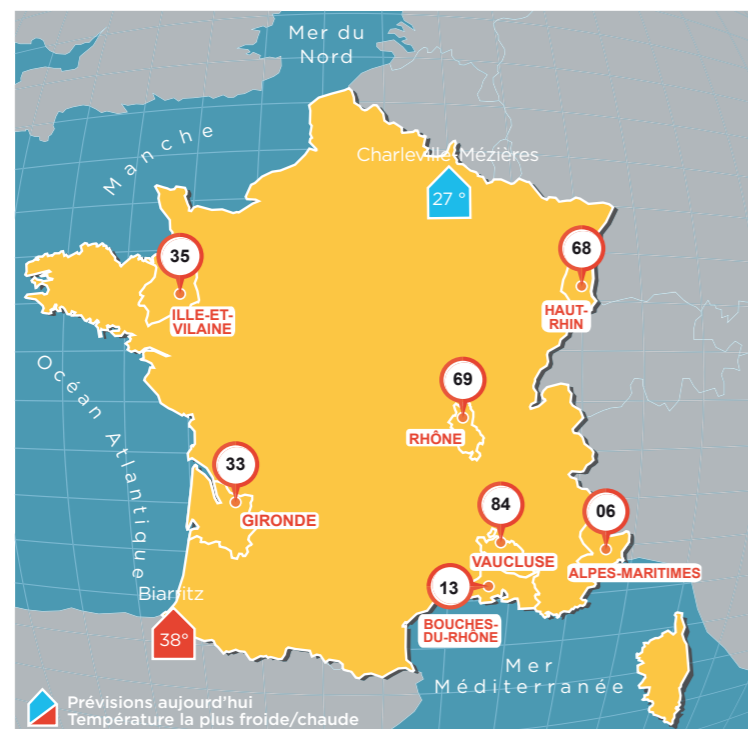 Mer du
Nord
Manche
Charleville-Mézières
27 °
35
ILLE-ET-
VILAINE
68
HAUT-
RHIN
Océan Atlantique
69
RHÔNE
33
GIRONDE
84
VAUCLUSE
06
ALPES-MARITIMES
13
BOUCHES-
DU-RHÔNE
Biarritz
38°
Mer
Méditerranée
Prévisions aujourd'hui
Température la plus froide/chaude